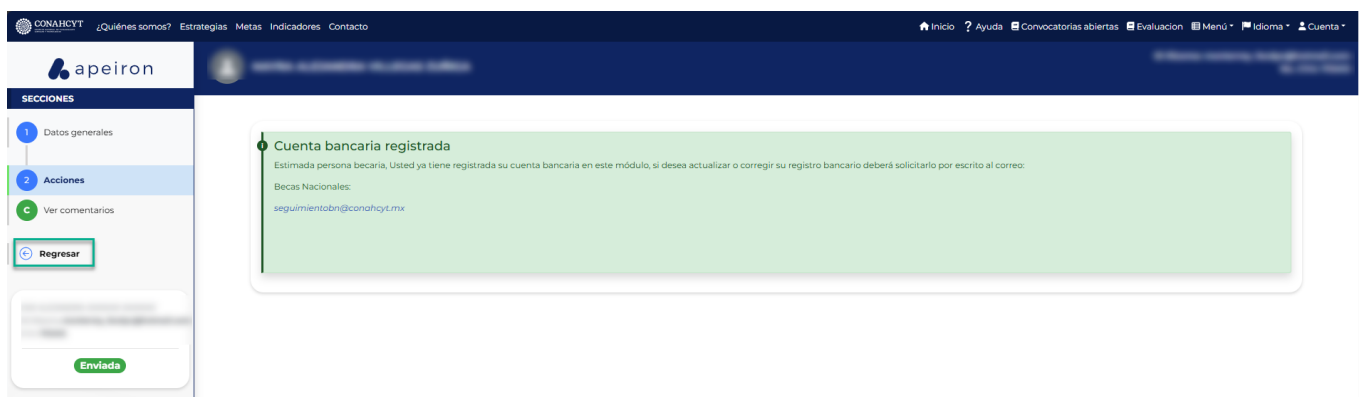 CONAHCYT ¿Quiénes somos? Estrategias Metas Indicadores Contacto Inicio ? Ayuda Convocatorias abiertas Evaluacion Menú Idioma Cuenta
apeiron
SECCIONES
1 Datos generales
2 Acciones
C Ver comentarios
Regresar
Enviada
Cuenta bancaria registrada
Estimada persona becaria, Usted ya tiene registrada su cuenta bancaria en este módulo, si desea actualizar o corregir su registro bancario deberá solicitarlo por escrito al correo:
Becas Nacionales:
seguimientobn@conahcyt.mx